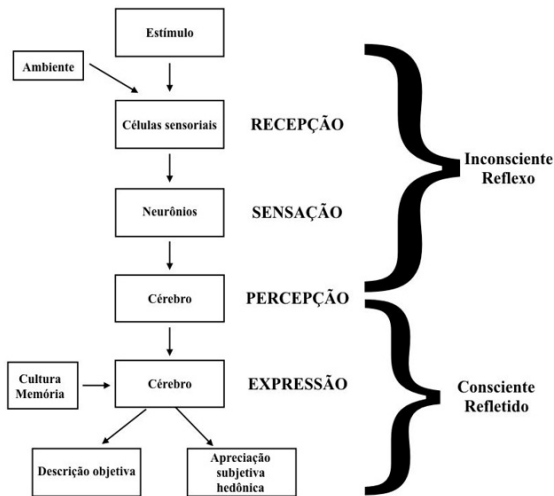 Estímulo
Ambiente
Células sensoriais
RECEPÇÃO
Inconsciente
Reflexo
Neurônios
SENSAÇÃO
Cérebro
PERCEPÇÃO
Cultura
Memória
Cérebro
EXPRESSÃO
Consciente
Refletido
Descrição objetiva
Apreciação
subjetiva
hedônica